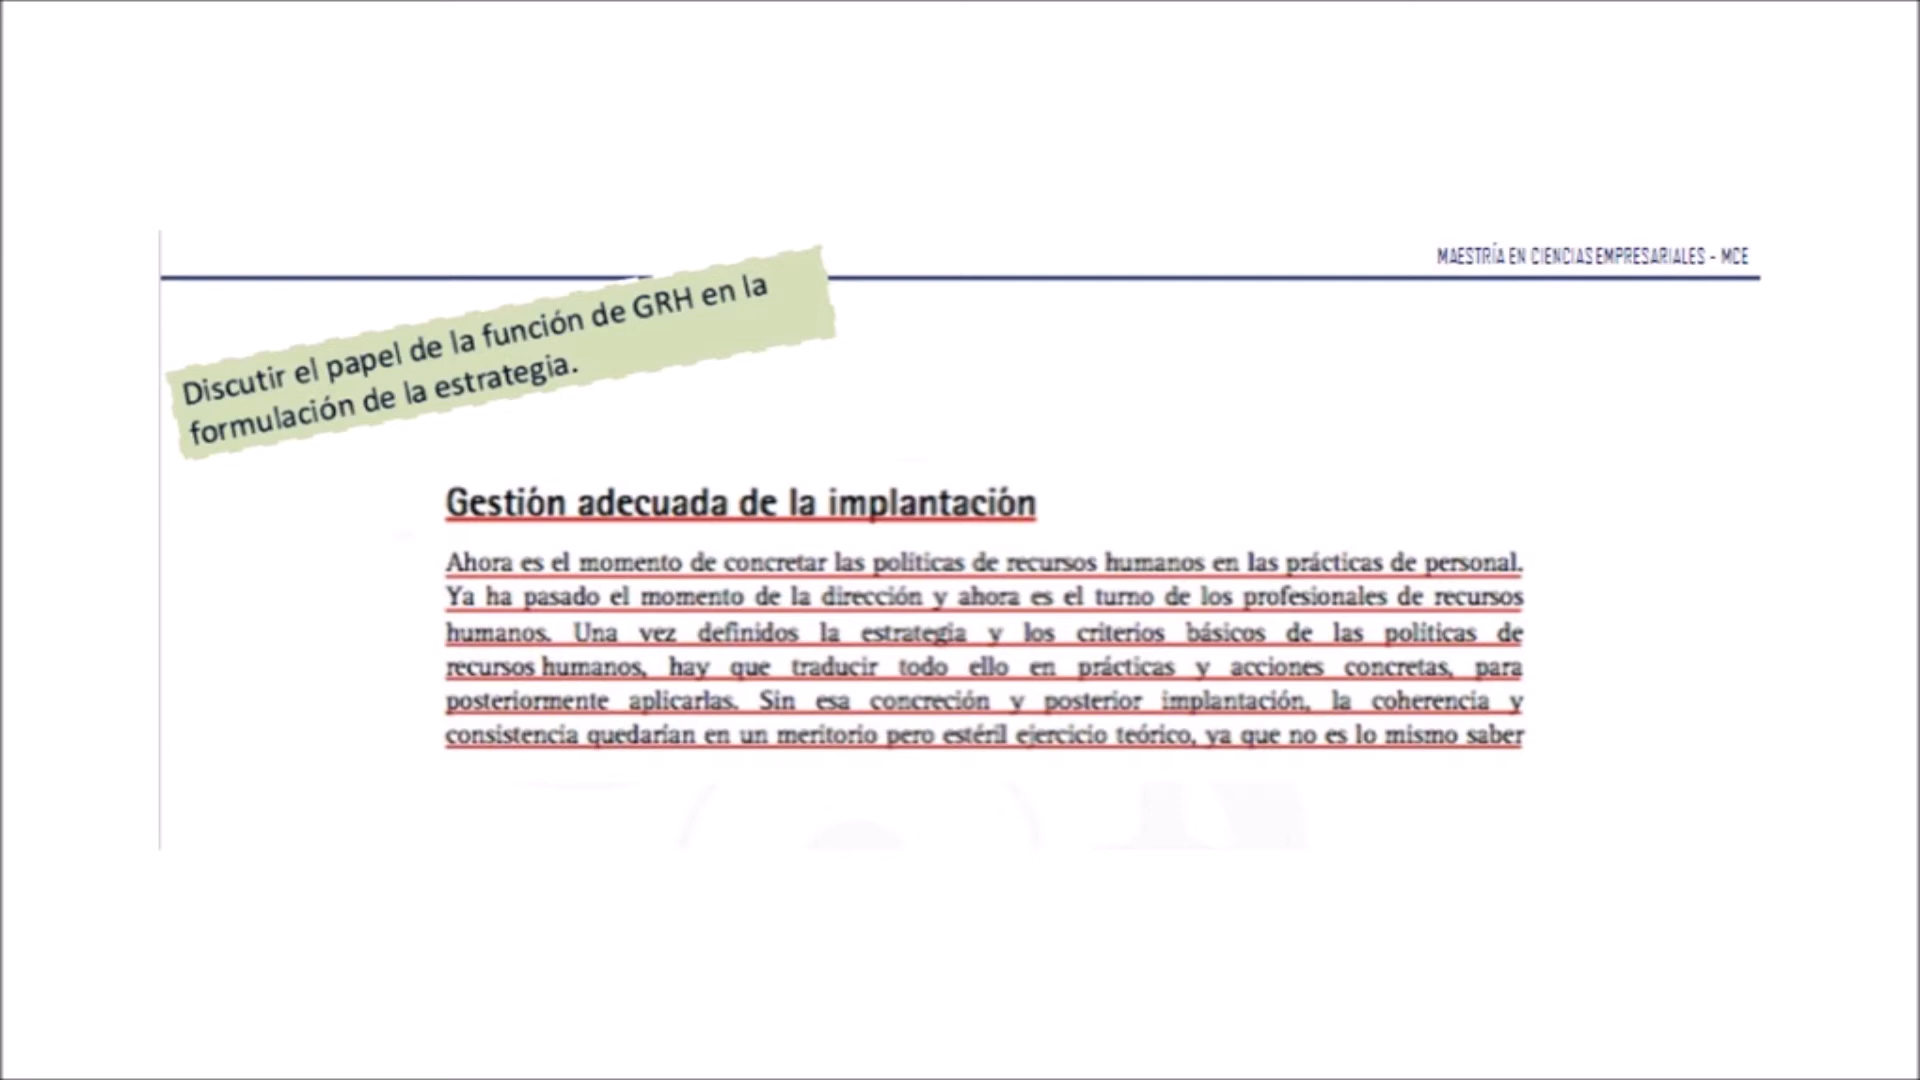 MAESTRÍA EN CIENCIAS EMPRESARIALES - MCE
Discutir el papel de la función de GRH en la
formulación de la estrategia.
Gestión adecuada de la implantación
Ahora es el momento de concretar las políticas de recursos humanos en las prácticas de personal.
Ya ha pasado el momento de la dirección y ahora es el turno de los profesionales de recursos
humanos. Una vez definidos la estrategia y los criterios básicos de las políticas de
recursos humanos, hay que traducir todo ello en prácticas y acciones concretas, para
posteriormente aplicarlas. Sin esa concreción y posterior implantación, la coherencia y
consistencia quedarían en un meritorio pero estéril ejercicio teórico, ya que no es lo mismo saber